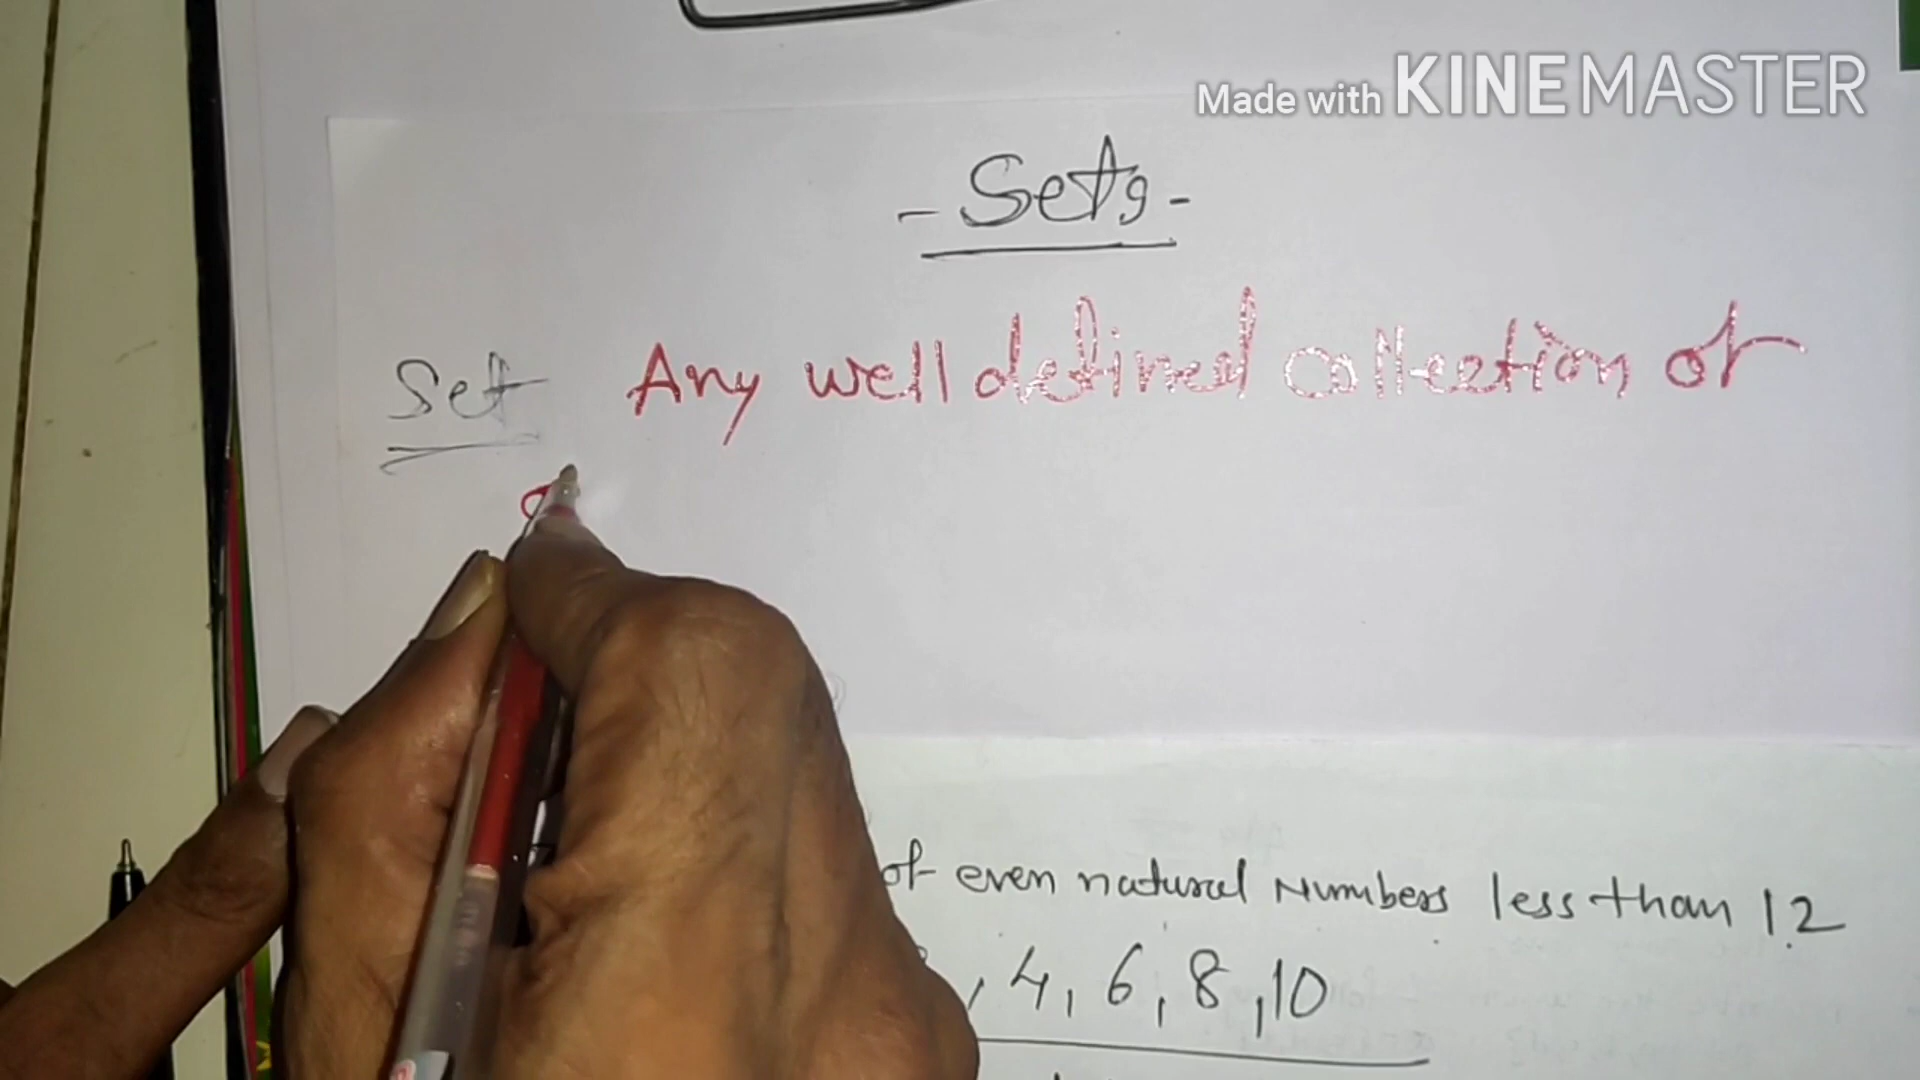 Made with KINEMASTER
- Sets -
Set Any well defined collection of
o
of even natural Numbers less than 12
, 4, 6, 8, 10